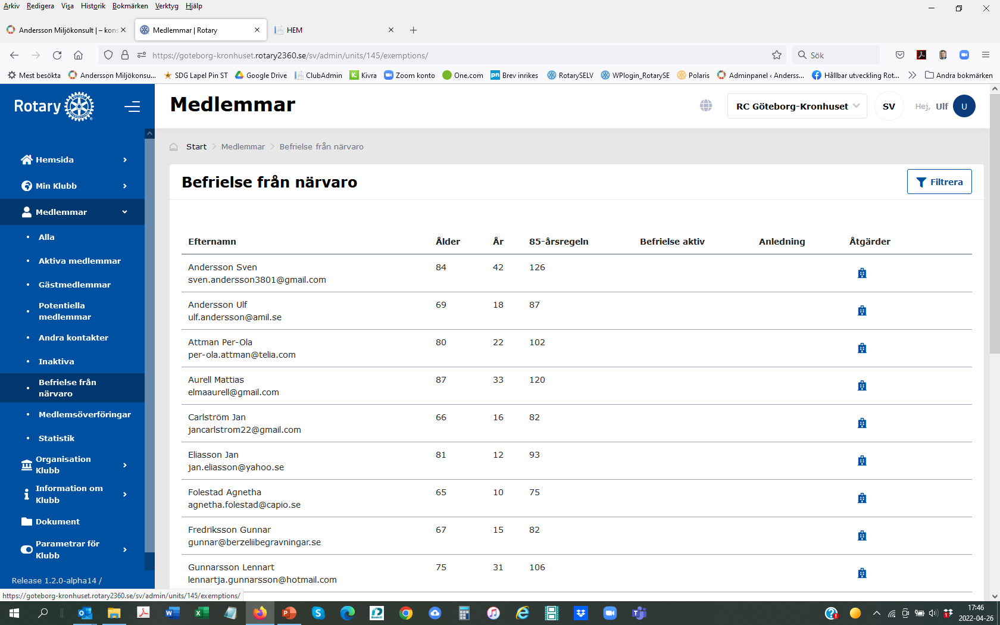 Arkiv Redigera Visa Historik Bokmärken Verktyg Hjälp
Andersson Miljökonsult | – kons
Medlemmar | Rotary
HEM
https://goteborg-kronhuset.rotary2360.se/sv/admin/units/145/exemptions/
Sök
Mest besökta Andersson Miljökonsu... SDG Lapel Pin ST Google Drive ClubAdmin Kivra Zoom konto One.com Brev inrikes RotarySELV WPlogin_RotarySE Polaris Adminpanel ‹ Anderss... Hållbar utveckling Rot... Andra bokmärken
Rotary
Medlemmar
RC Göteborg-Kronhuset
SV
Hej, Ulf
U
Start Medlemmar Befrielse från närvaro
Hemsida
Min Klubb
Medlemmar
Alla
Aktiva medlemmar
Gästmedlemmar
Potentiella
medlemmar
Andra kontakter
Inaktiva
Befrielse från
närvaro
Medlemsöverföringar
Statistik
Organisation
Klubb
Information om
Klubb
Dokument
Parametrar för
Klubb
Release 1.2.0-alpha14 /
Befrielse från närvaro
Filtrera
Efternamn Ålder År 85-årsregeln Befrielse aktiv Anledning Åtgärder
Andersson Sven 84 42 126
sven.andersson3801@gmail.com
Andersson Ulf 69 18 87
ulf.andersson@amil.se
Attman Per-Ola 80 22 102
per-ola.attman@telia.com
Aurell Mattias 87 33 120
elmaaurell@gmail.com
Carlström Jan 66 16 82
jancarlstrom22@gmail.com
Eliasson Jan 81 12 93
jan.eliasson@yahoo.se
Folestad Agnetha 65 10 75
agnetha.folestad@capio.se
Fredriksson Gunnar 67 15 82
gunnar@berzeliibegravningar.se
Gunnarsson Lennart 75 31 106
lennartja.gunnarsson@hotmail.com
https://goteborg-kronhuset.rotary2360.se/sv/admin/units/145/exemptions/
17:46
2022-04-26